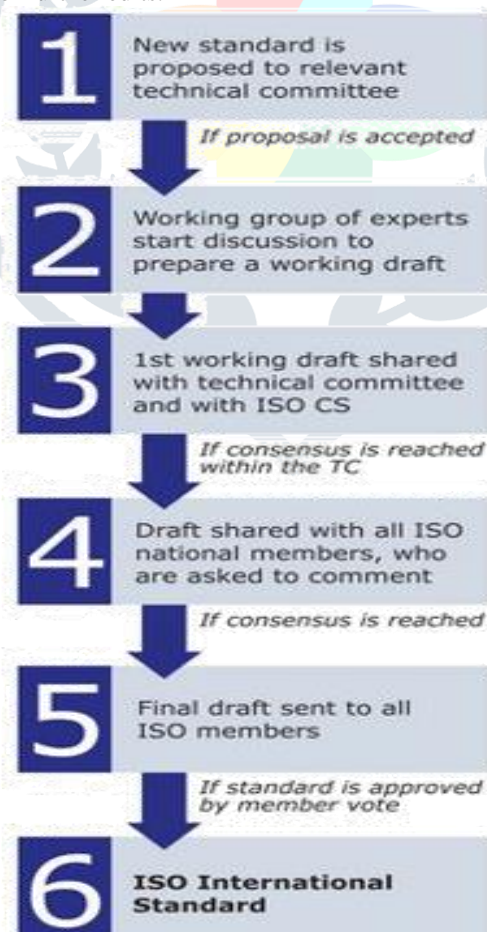 1
New standard is
proposed to relevant
technical committee
If proposal is accepted
2
Working group of experts
start discussion to
prepare a working draft
3
1st working draft shared
with technical committee
and with ISO CS
If consensus is reached
within the TC
4
Draft shared with all ISO
national members, who
are asked to comment
If consensus is reached
5
Final draft sent to all
ISO members
If standard is approved
by member vote
6
ISO International
Standard